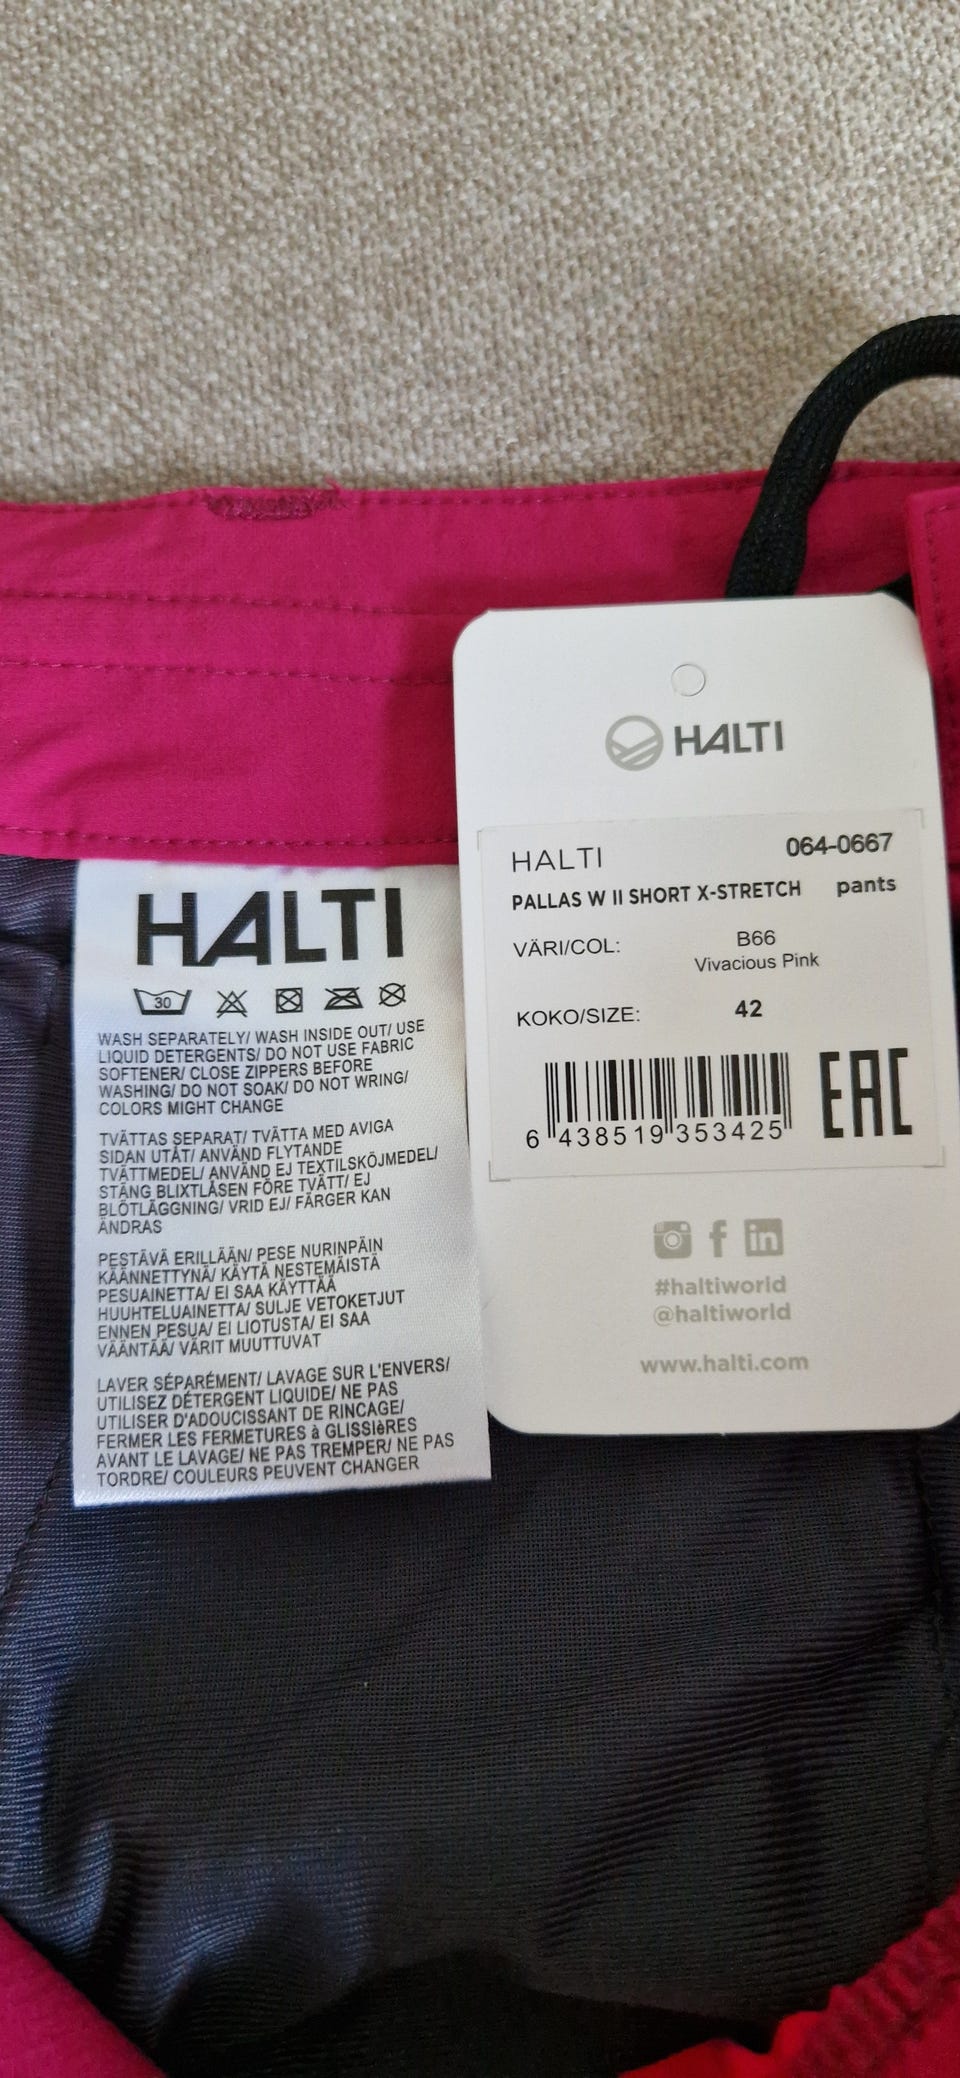 HALTI
30
WASH SEPARATELY/ WASH INSIDE OUT/ USE
LIQUID DETERGENTS/ DO NOT USE FABRIC
SOFTENER/ CLOSE ZIPPERS BEFORE
WASHING/ DO NOT SOAK/ DO NOT WRING/
COLORS MIGHT CHANGE
TVÄTTAS SEPARAT/ TVÄTTA MED AVIGA
SIDAN UTÅT/ ANVÄND FLYTANDE
TVÄTTMEDEL/ ANVÄND EJ TEXTILSKÖJMEDEL/
STÄNG BLIXTLÅSEN FÖRE TVÄTT/ EJ
BLÖTLÄGGNING/ VRID EJ/ FÄRGER KAN
ÄNDRAS
PESTÄVÄ ERILLÄÄN/ PESE NURINPÄIN
KÄÄNNETTYNÄ/ KÄYTÄ NESTEMÄISTÄ
PESUAINETTA/ EI SAA KÄYTTÄÄ
HUUHTELUAINETTA/ SULJE VETOKETJUT
ENNEN PESUA/ EI LIOTUSTA/ EI SAA
VÄÄNTÄÄ/ VÄRIT MUUTTUVAT
LAVER SÉPARÉMENT/ LAVAGE SUR L'ENVERS/
UTILISEZ DÉTERGENT LIQUIDE/ NE PAS
UTILISER D'ADOUCISSANT DE RINCAGE/
FERMER LES FERMETURES à GLISSIèRES
AVANT LE LAVAGE/ NE PAS TREMPER/ NE PAS
TORDRE/ COULEURS PEUVENT CHANGER
HALTI
HALTI 064-0667
PALLAS W II SHORT X-STRETCH pants
VÄRI/COL: B66
Vivacious Pink
KOKO/SIZE: 42
6 438519 353425
EAC
f in
#haltiworld
@haltiworld
www.halti.com